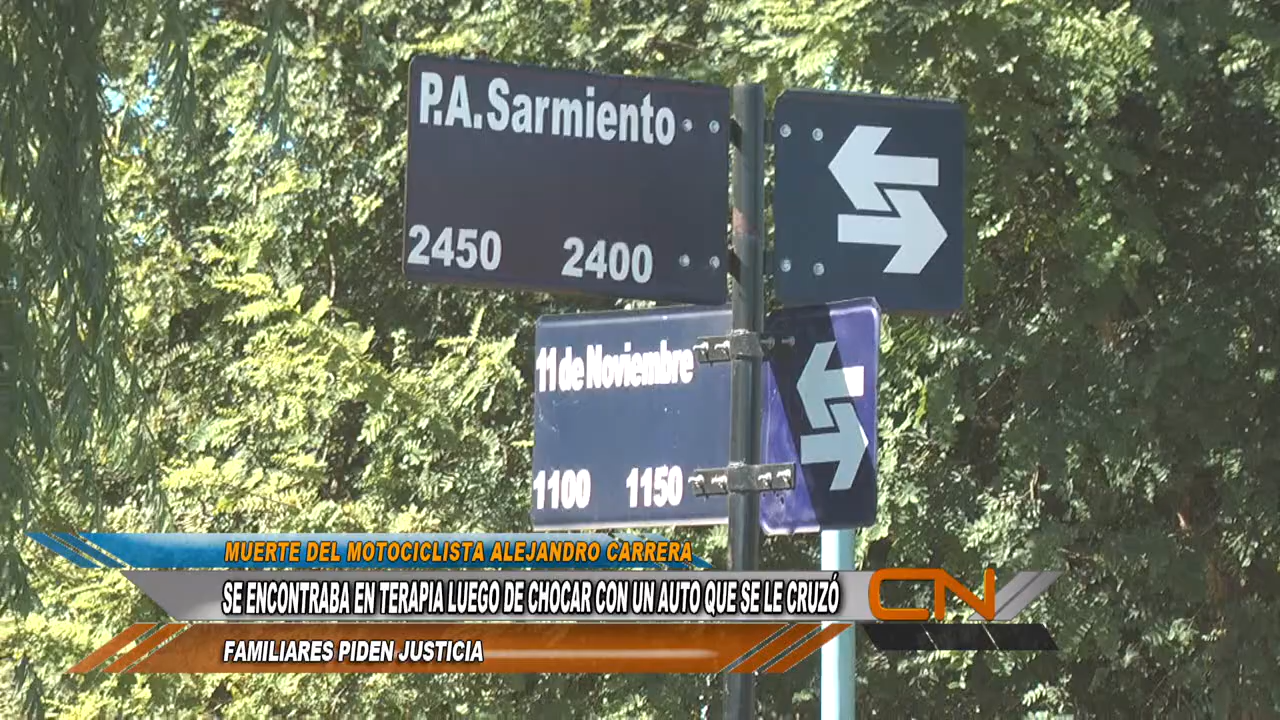 P.A.Sarmiento
2450 2400
11 de Noviembre
1100 1150
MUERTE DEL MOTOCICLISTA ALEJANDRO CARRERA
SE ENCONTRABA EN TERAPIA LUEGO DE CHOCAR CON UN AUTO QUE SE LE CRUZÓ
CN
FAMILIARES PIDEN JUSTICIA